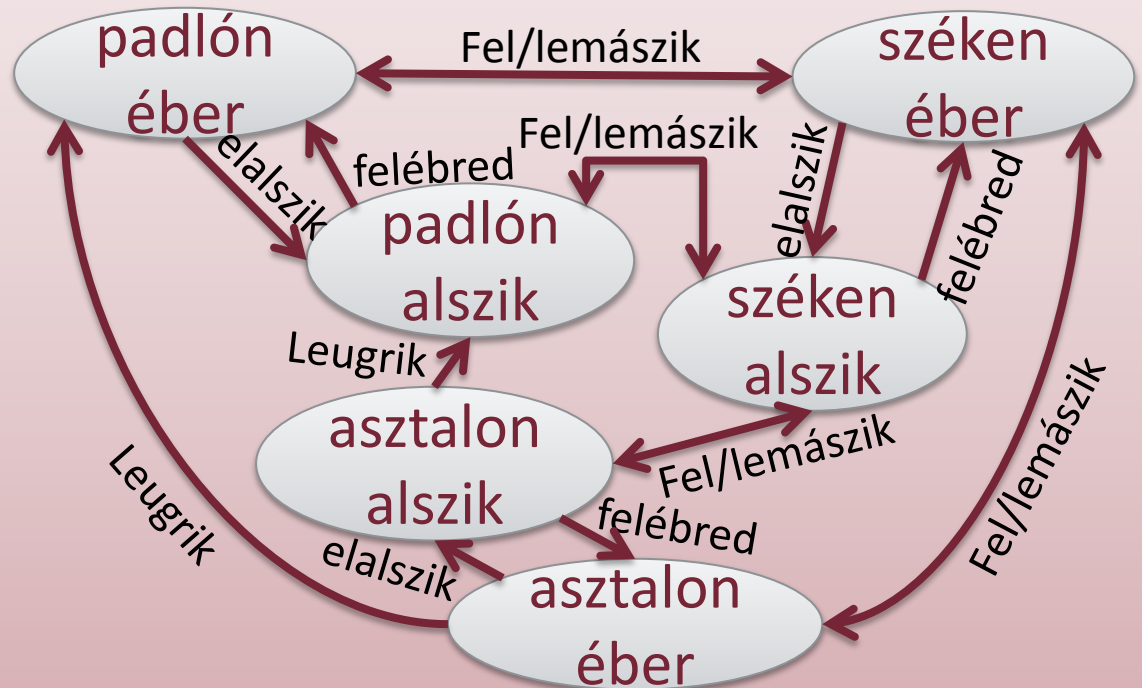 padlón
éber
Fel/lemászik
széken
éber
Fel/lemászik
elalszik
felébred
elalszik
felébred
padlón
alszik
széken
alszik
Leugrik
asztalon
alszik
Fel/lemászik
Fel/lemászik
Leugrik
felébred
elalszik
asztalon
éber